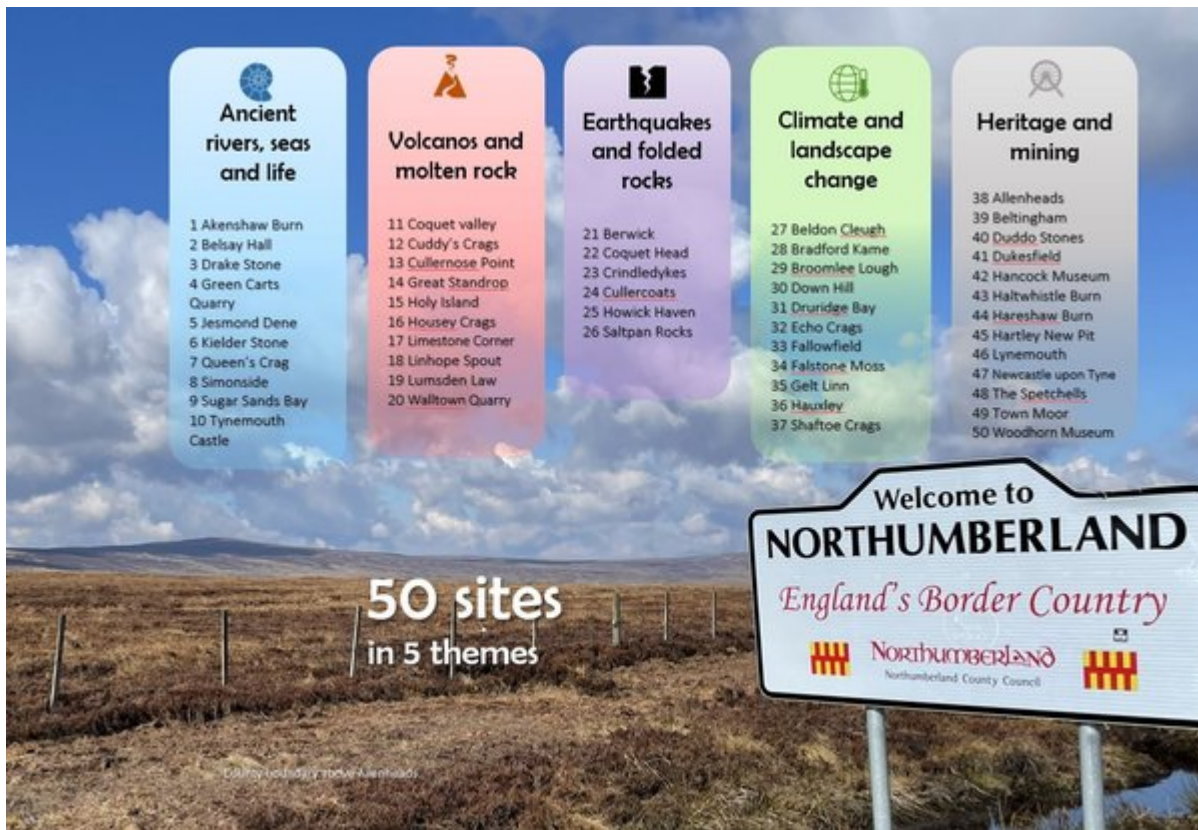 Ancient
rivers, seas
and life
1 Akenshaw Burn
2 Belsay Hall
3 Drake Stone
4 Green Carts
Quarry
5 Jesmond Dene
6 Kielder Stone
7 Queen's Crag
8 Simonside
9 Sugar Sands Bay
10 Tynemouth
Castle
Volcanos and
molten rock
11 Coquet valley
12 Cuddy's Crags
13 Cullernose Point
14 Great Standrop
15 Holy Island
16 Housey Crags
17 Limestone Corner
18 Linhope Spout
19 Lumsden Law
20 Walltown Quarry
Earthquakes
and folded
rocks
21 Berwick
22 Coquet Head
23 Crindledykes
24 Cullercoats
25 Howick Haven
26 Saltpan Rocks
Climate and
landscape
change
27 Beldon Cleugh
28 Bradford Kame
29 Broomlee Lough
30 Down Hill
31 Druridge Bay
32 Echo Crags
33 Fallowfield
34 Falstone Moss
35 Gelt Linn
36 Hauxley
37 Shaftoe Crags
Heritage and
mining
38 Allenheads
39 Beltingham
40 Duddo Stones
41 Dukesfield
42 Hancock Museum
43 Haltwhistle Burn
44 Hareshaw Burn
45 Hartley New Pit
46 Lynemouth
47 Newcastle upon Tyne
48 The Spetchells
49 Town Moor
50 Woodhorn Museum
50 sites
in 5 themes
Welcome to
NORTHUMBERLAND
England's Border Country
NORTHUMBERLAND
Northumberland County Council
County boundary above Allenheads